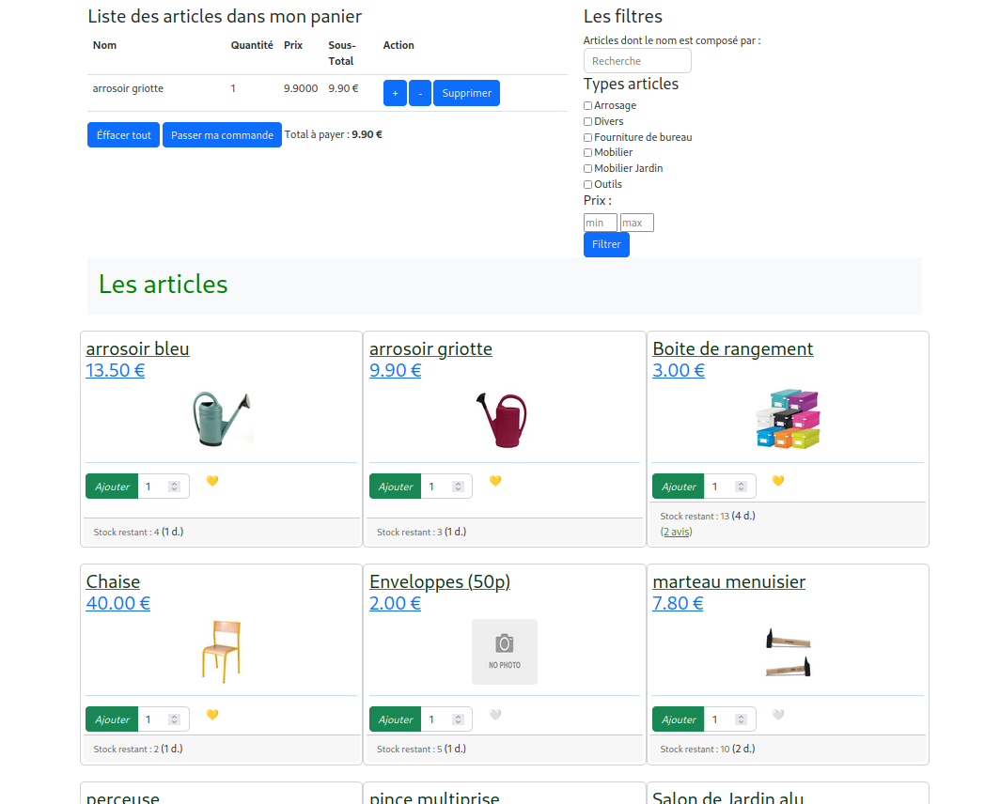 Liste des articles dans mon panier
Nom Quantité Prix Sous-Total Action
arrosoir griotte 1 9.9000 9.90 € + - Supprimer
Éffacer tout Passer ma commande Total à payer : 9.90 €
Les filtres
Articles dont le nom est composé par :
Recherche
Types articles
Arrosage
Divers
Fourniture de bureau
Mobilier
Mobilier Jardin
Outils
Prix :
min max
Filtrer
Les articles
arrosoir bleu
13.50 €
Ajouter 1
Stock restant : 4 (1 d.)
arrosoir griotte
9.90 €
Ajouter 1
Stock restant : 3 (1 d.)
Boite de rangement
3.00 €
Ajouter 1
Stock restant : 13 (4 d.)
(2 avis)
Chaise
40.00 €
Ajouter 1
Stock restant : 2 (1 d.)
Enveloppes (50p)
2.00 €
NO PHOTO
Ajouter 1
Stock restant : 5 (1 d.)
marteau menuisier
7.80 €
Ajouter 1
Stock restant : 10 (2 d.)
perceuse
pince multiprise
Salon de Jardin alu